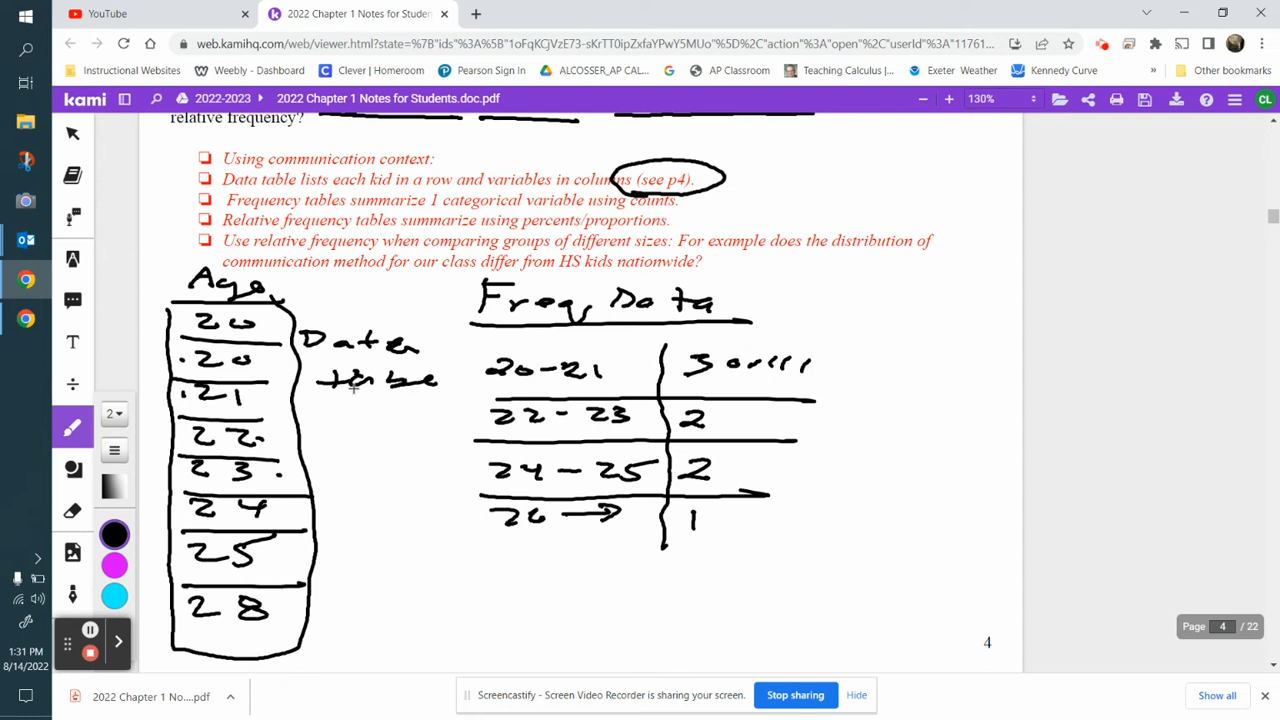 YouTube
2022 Chapter 1 Notes for Studen
web.kamihq.com/web/viewer.html?state=%7B"ids"%3A%5B"1oFqKCjVzE73-sKrTT0ipZxfaYPwY5MUo"%5D%2C"action"%3A"open"%2C"userId"%3A"11761...
Instructional Websites
Weebly - Dashboard
Clever | Homeroom
Pearson Sign In
ALCOSSER_AP CAL...
AP Classroom
Teaching Calculus |...
Exeter Weather
Kennedy Curve
»
Other bookmarks
kami
2022-2023
2022 Chapter 1 Notes for Students.doc.pdf
130%
CL
relative frequency?
Using communication context:
Data table lists each kid in a row and variables in columns (see p4).
Frequency tables summarize 1 categorical variable using counts.
Relative frequency tables summarize using percents/proportions.
Use relative frequency when comparing groups of different sizes: For example does the distribution of
communication method for our class differ from HS kids nationwide?
Age
20
20
21
22
23
24
25
28
Data
Freq Data
20-21 3 or
22-23 2
24-25 2
26 → 1
2
4
Page 4 / 22
1:31 PM
8/14/2022
2022 Chapter 1 No....pdf
Screencastify - Screen Video Recorder is sharing your screen.
Stop sharing
Hide
Show all